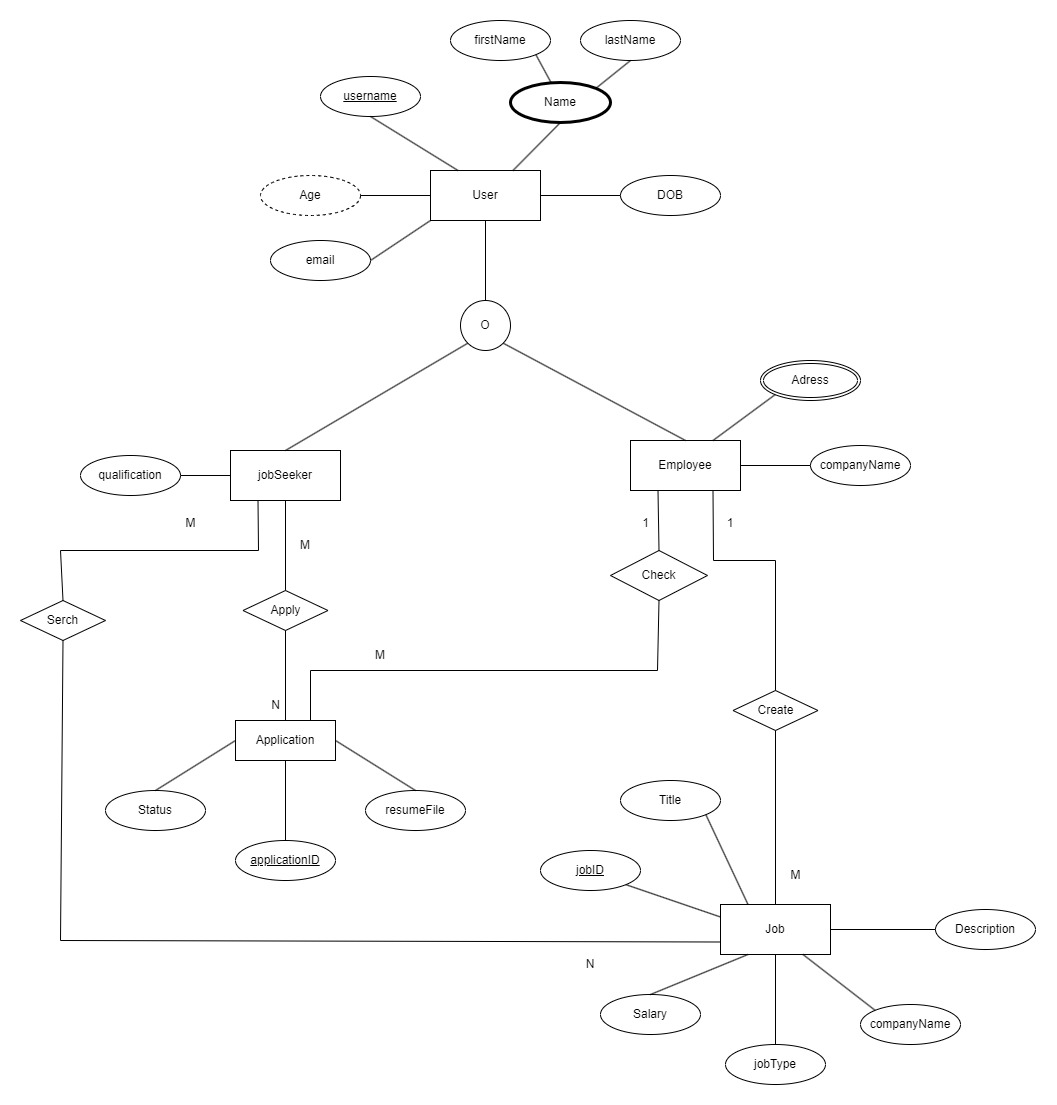 firstName
lastName
username
Name
Age
User
DOB
email
O
Adress
qualification
jobSeeker
Employee
companyName
M
1
1
M
Check
Serch
Apply
M
N
Create
Application
Status
resumeFile
Title
applicationID
jobID
M
Job
Description
N
Salary
companyName
jobType